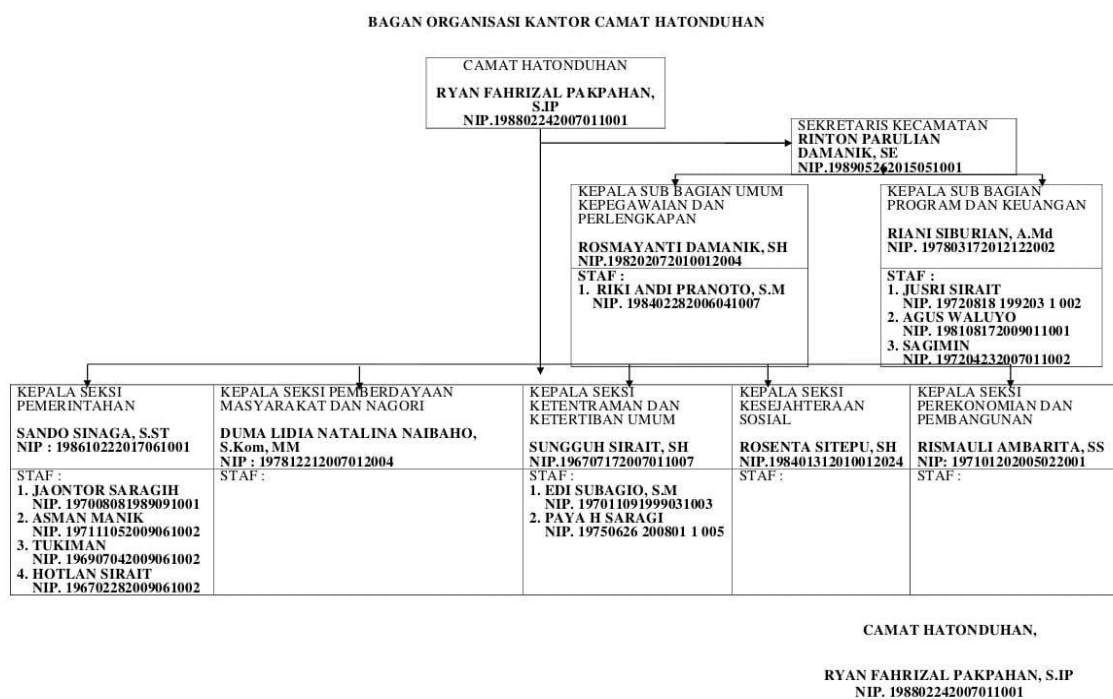 BAGAN ORGANISASI KANTOR CAMAT HATONDUHAN
CAMAT HATONDUHAN
RYAN FAHRIZAL PAKPAHAN,
S.IP
NIP.198802242007011001
SEKRETARIS KECAMATAN
RINTON PARULIAN
DAMANIK, SE
NIP.198905262015051001
KEPALA SUB BAGIAN UMUM
KEPEGAWAIAN DAN
PERLENGKAPAN
ROSMAYANTI DAMANIK, SH
NIP.198202072010012004
STAF :
1. RIKI ANDI PRANOTO, S.M
NIP. 198402282006041007
KEPALA SUB BAGIAN
PROGRAM DAN KEUANGAN
RIANI SIBURIAN, A.Md
NIP. 197803172012122002
STAF :
1. JUSRI SIRAIT
NIP. 19720818 199203 1 002
2. AGUS WALUYO
NIP. 198108172009011001
3. SAGIMIN
NIP. 197204232007011002
KEPALA SEKSI
PEMERINTAHAN
SANDO SINAGA, S.ST
NIP : 198610222017061001
STAF :
1. JAONTOR SARAGIH
NIP. 197008081989091001
2. ASMAN MANIK
NIP. 197111052009061002
3. TUKIMAN
NIP. 196907042009061002
4. HOTLAN SIRAIT
NIP. 196702282009061002
KEPALA SEKSI PEMBERDAYAAN
MASYARAKAT DAN NAGORI
DUMA LIDIA NATALINA NAIBAHO,
S.Kom, MM
NIP : 197812212007012004
STAF :
KEPALA SEKSI
KETENTRAMAN DAN
KETERTIBAN UMUM
SUNGGUH SIRAIT, SH
NIP.196707172007011007
STAF :
1. EDI SUBAGIO, S.M
NIP. 197011091999031003
2. PAYA H SARAGI
NIP. 19750626 200801 1 005
KEPALA SEKSI
KESEJAHTERAAN
SOSIAL
ROSENTA SITEPU, SH
NIP.198401312010012024
STAF :
KEPALA SEKSI
PEREKONOMIAN DAN
PEMBANGUNAN
RISMAULI AMBARITA, SS
NIP: 197101202005022001
STAF :
CAMAT HATONDUHAN,
RYAN FAHRIZAL PAKPAHAN, S.IP
NIP. 198802242007011001